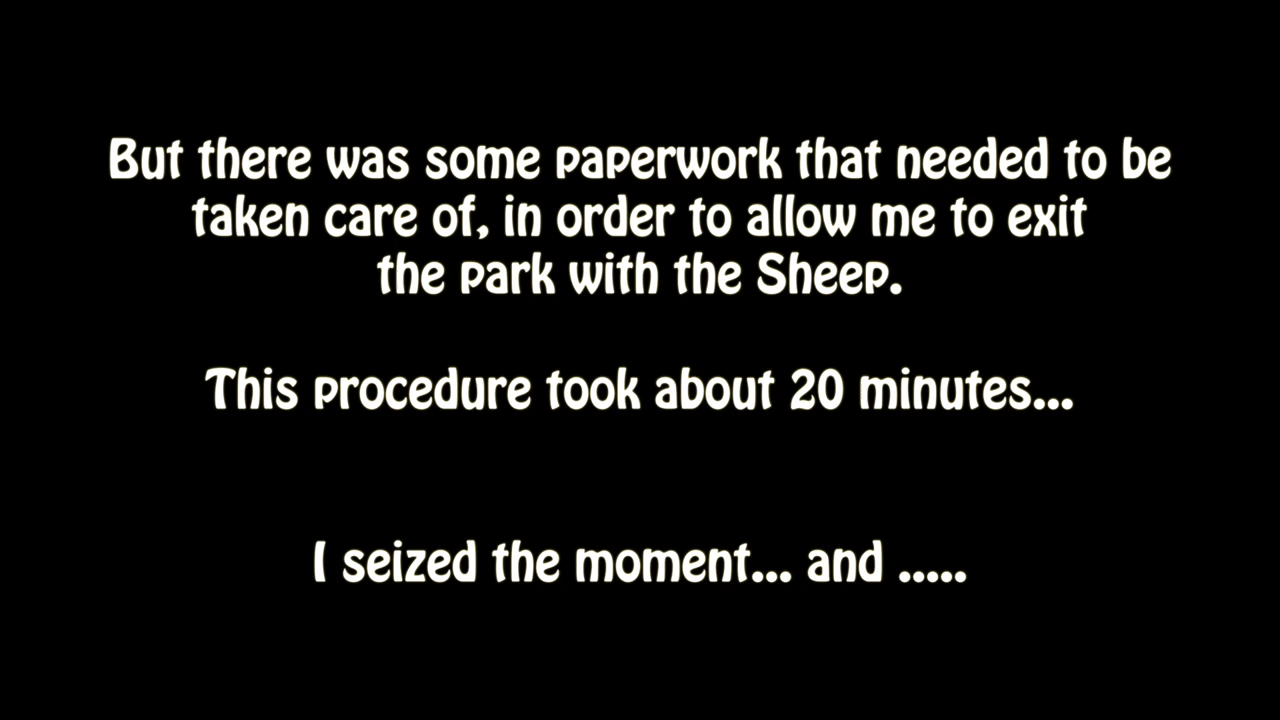 But there was some paperwork that needed to be
taken care of, in order to allow me to exit
the park with the Sheep.
This procedure took about 20 minutes...
I seized the moment... and .....